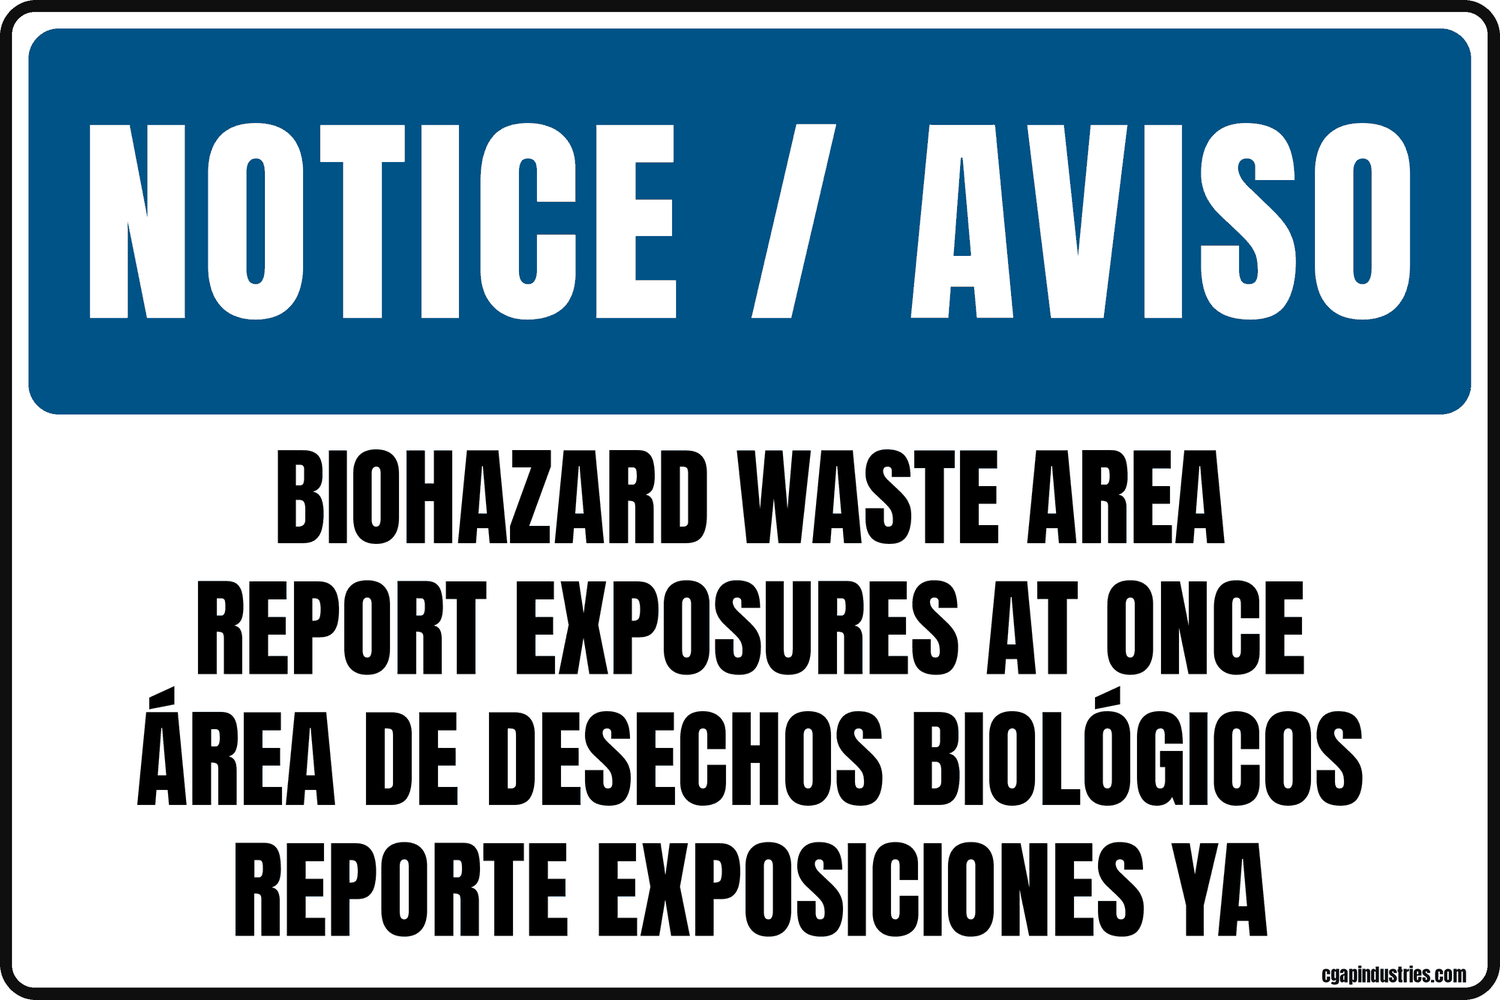 NOTICE / AVISO
BIOHAZARD WASTE AREA
REPORT EXPOSURES AT ONCE
ÁREA DE DESECHOS BIOLÓGICOS
REPORTE EXPOSICIONES YA
cgapindustries.com